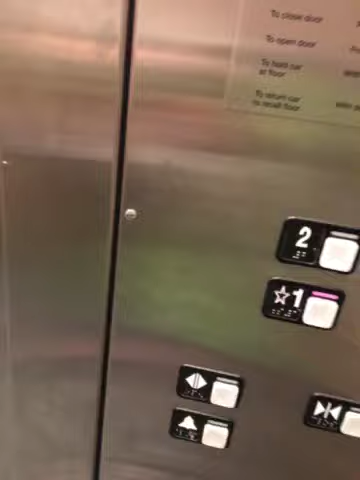 To close door
To open door
To hold car
at floor
To return car
to recall floor
2
☆1